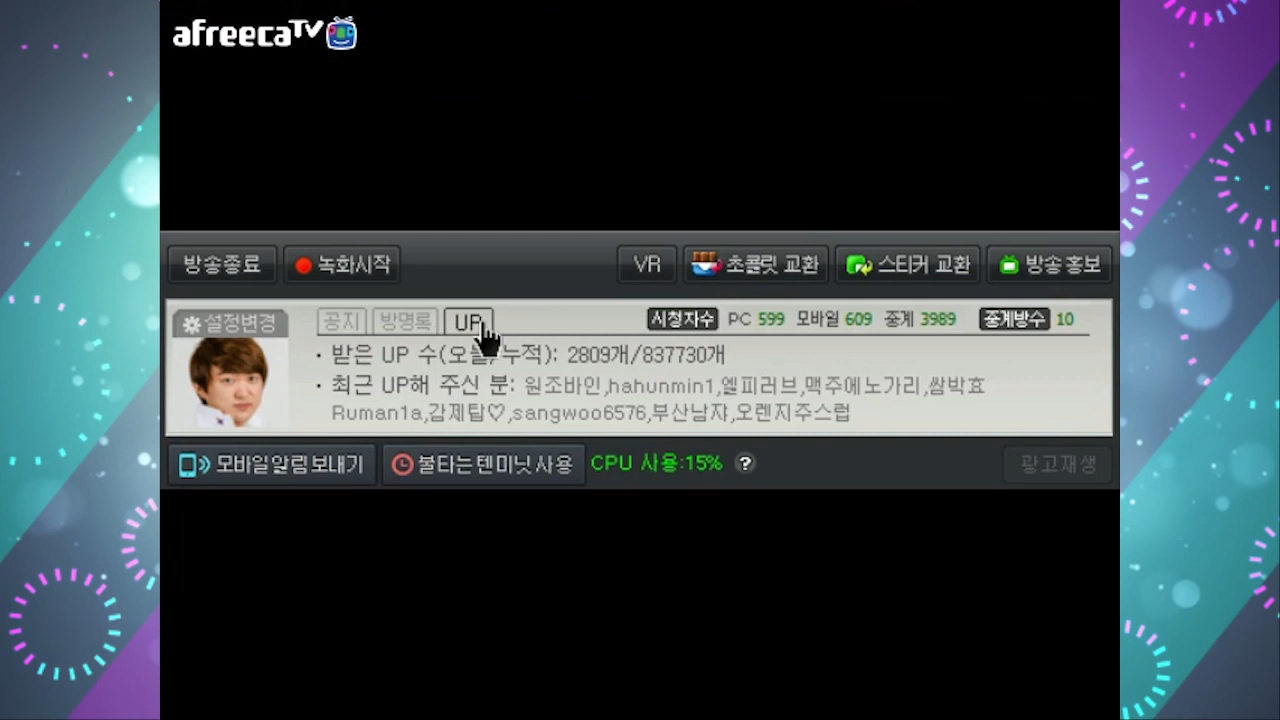 afreecaTV
방송종료 녹화시작 VR 초콜릿 교환 스티커 교환 방송홍보
설정변경 공지 방명록 UP 시청자수 PC 599 모바일 609 중계 3989 중계방수 10
· 받은 UP 수(오늘/누적): 2809개/837730개
· 최근 UP해 주신 분: 원조바인,hahunmin1,엘피러브,맥주에노가리,쌈박효
Ruman1a,감제탑♡,sangwoo6576,부산남자,오렌지주스럽
모바일알림보내기 불타는텐미닛사용 CPU 사용:15% ? 광고재생